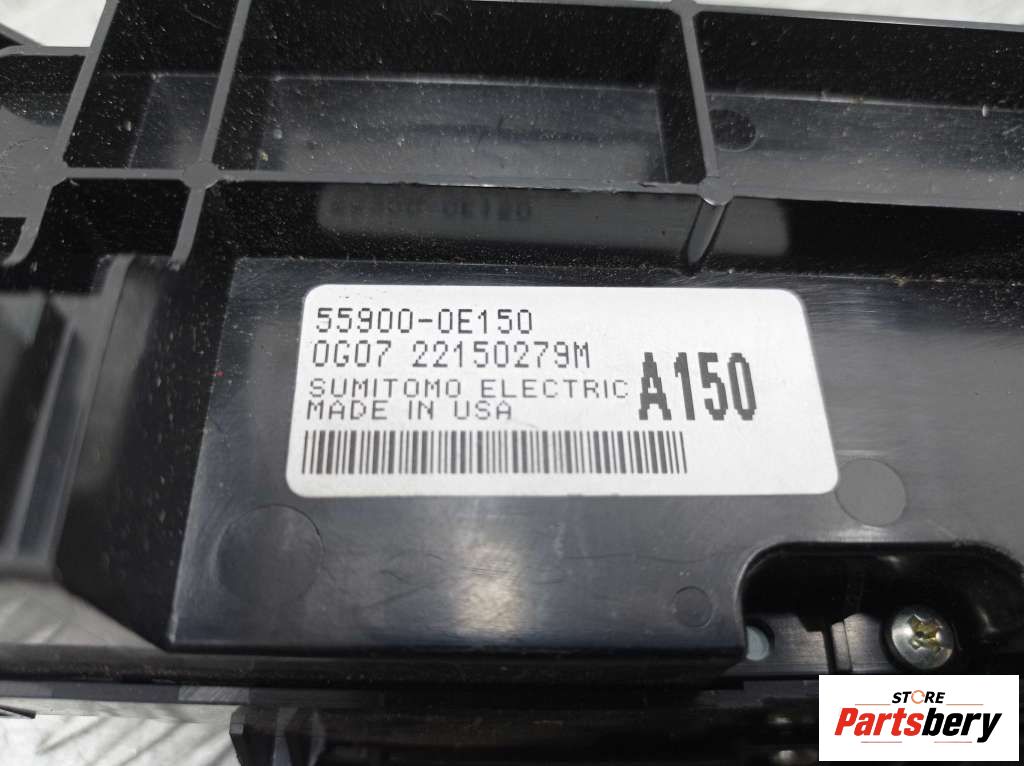 55900-0E150
0G07 22150279M
SUMITOMO ELECTRIC
MADE IN USA
A150
STORE
Partsbery